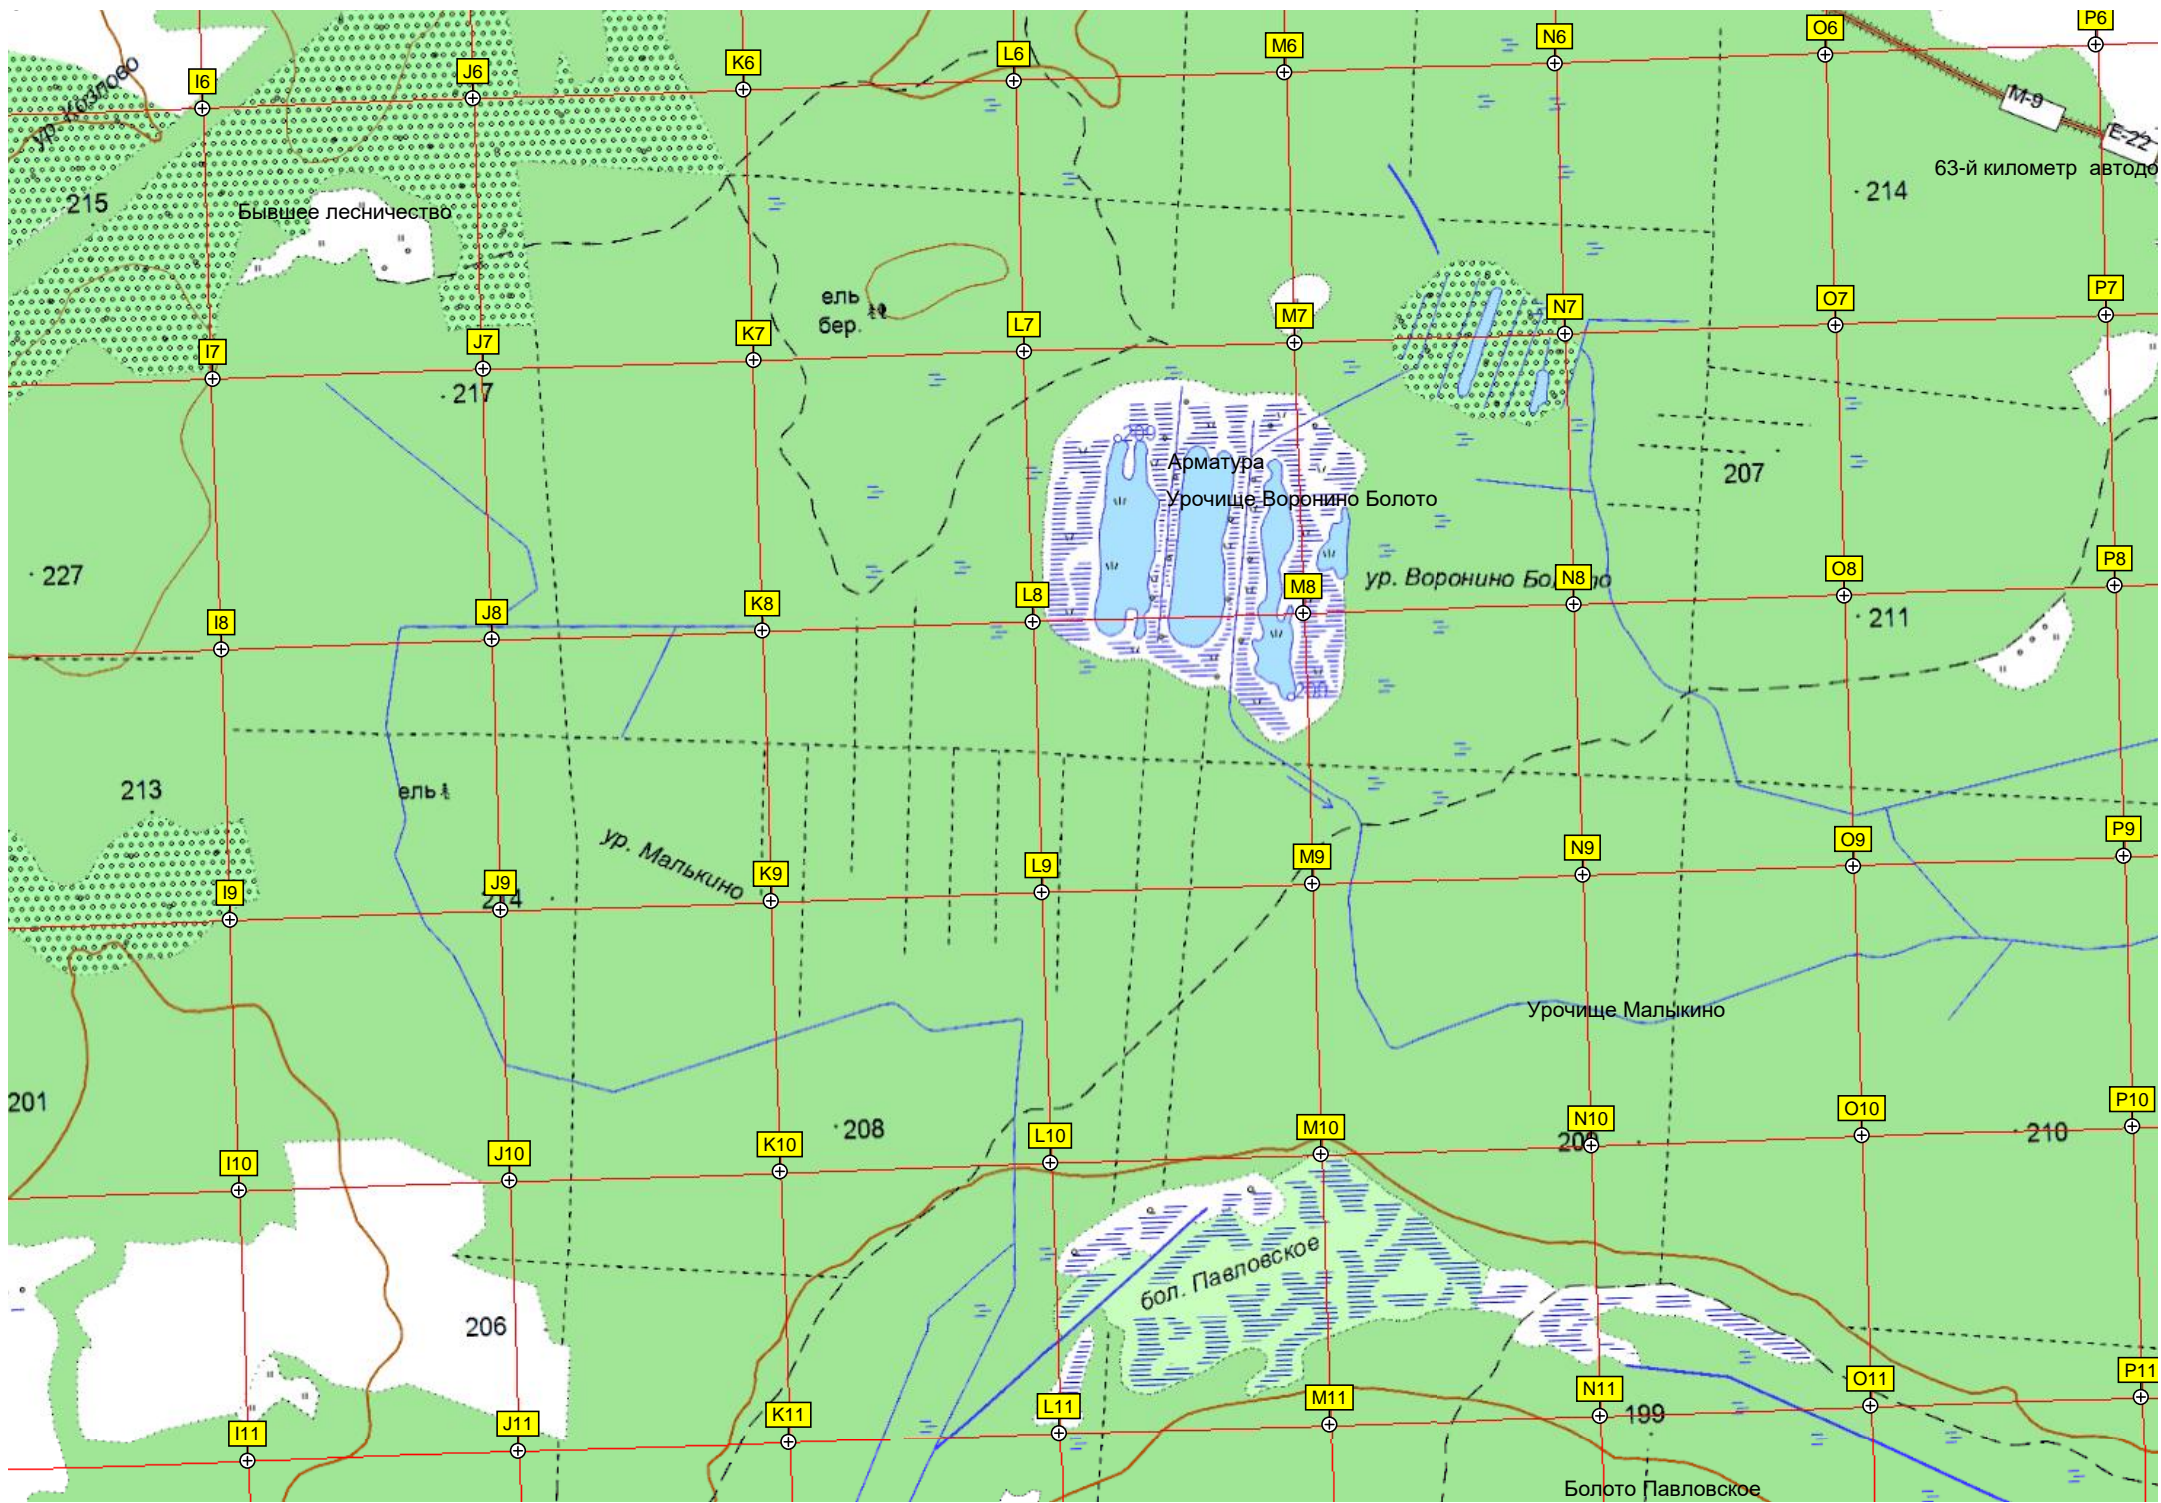 P6
O6
N6
M6
L6
K6
J6
I6
ур. Козлово
М-9
Е-22
63-й километр автодо
214
215
Бывшее лесничество
ель
бер.
P7
O7
N7
M7
L7
K7
J7
I7
217
209
Арматура
Урочище Воронино Болото
207
227
ур. Воронино Бо
P8
O8
N8
M8
L8
K8
J8
I8
211
213
ель
ур. Малькино
P9
O9
N9
M9
L9
K9
J9
I9
Урочище Малыкино
201
208
P10
O10
N10
M10
L10
K10
J10
I10
210
бол. Павловское
206
P11
O11
N11
M11
L11
K11
J11
I11
199
Болото Павловское